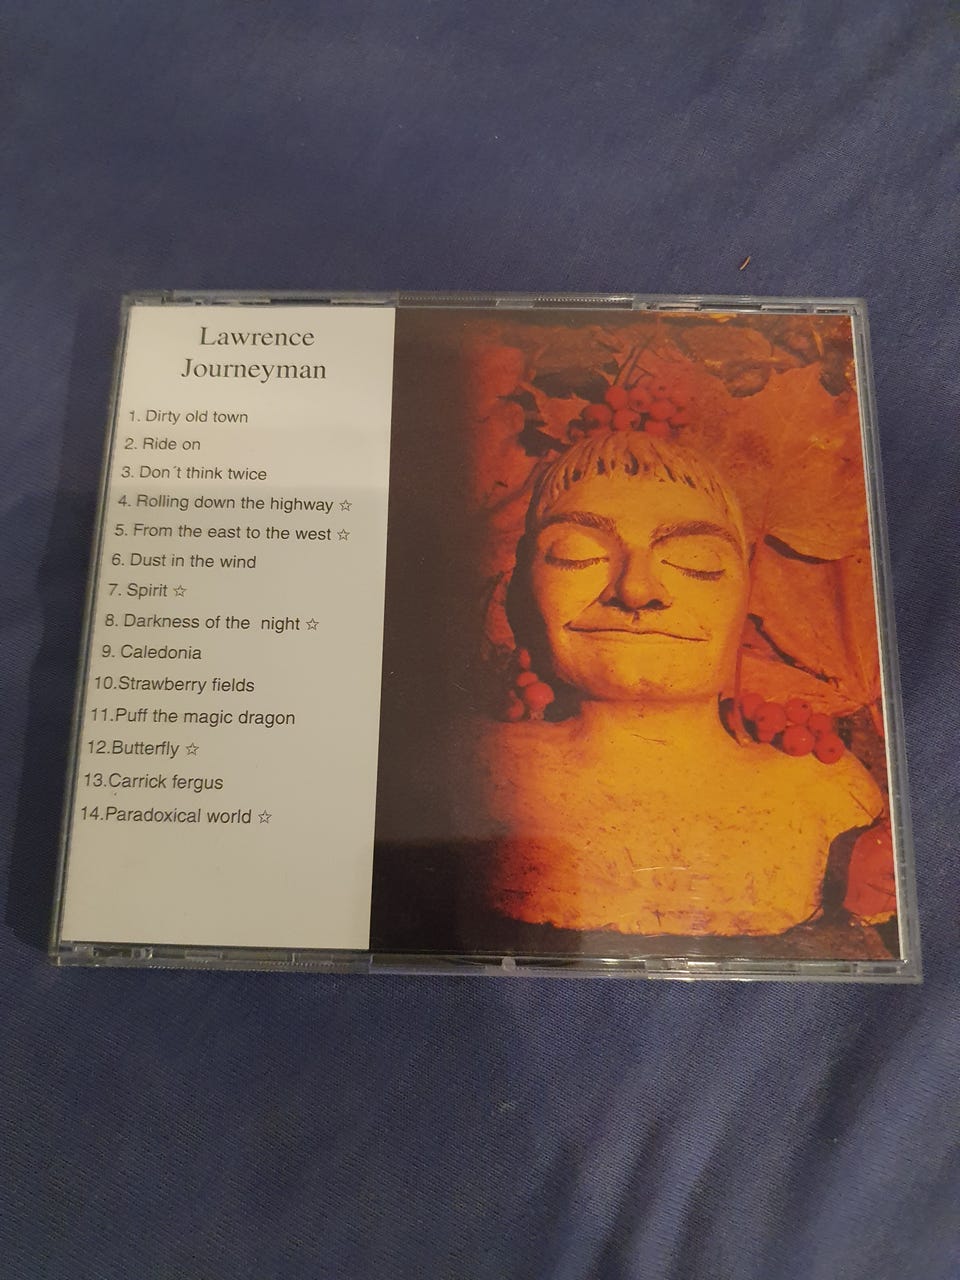 Lawrence
Journeyman
1. Dirty old town
2. Ride on
3. Don´t think twice
4. Rolling down the highway ☆
5. From the east to the west ☆
6. Dust in the wind
7. Spirit ☆
8. Darkness of the  night ☆
9. Caledonia
10.Strawberry fields
11.Puff the magic dragon
12.Butterfly ☆
13.Carrick fergus
14.Paradoxical world ☆